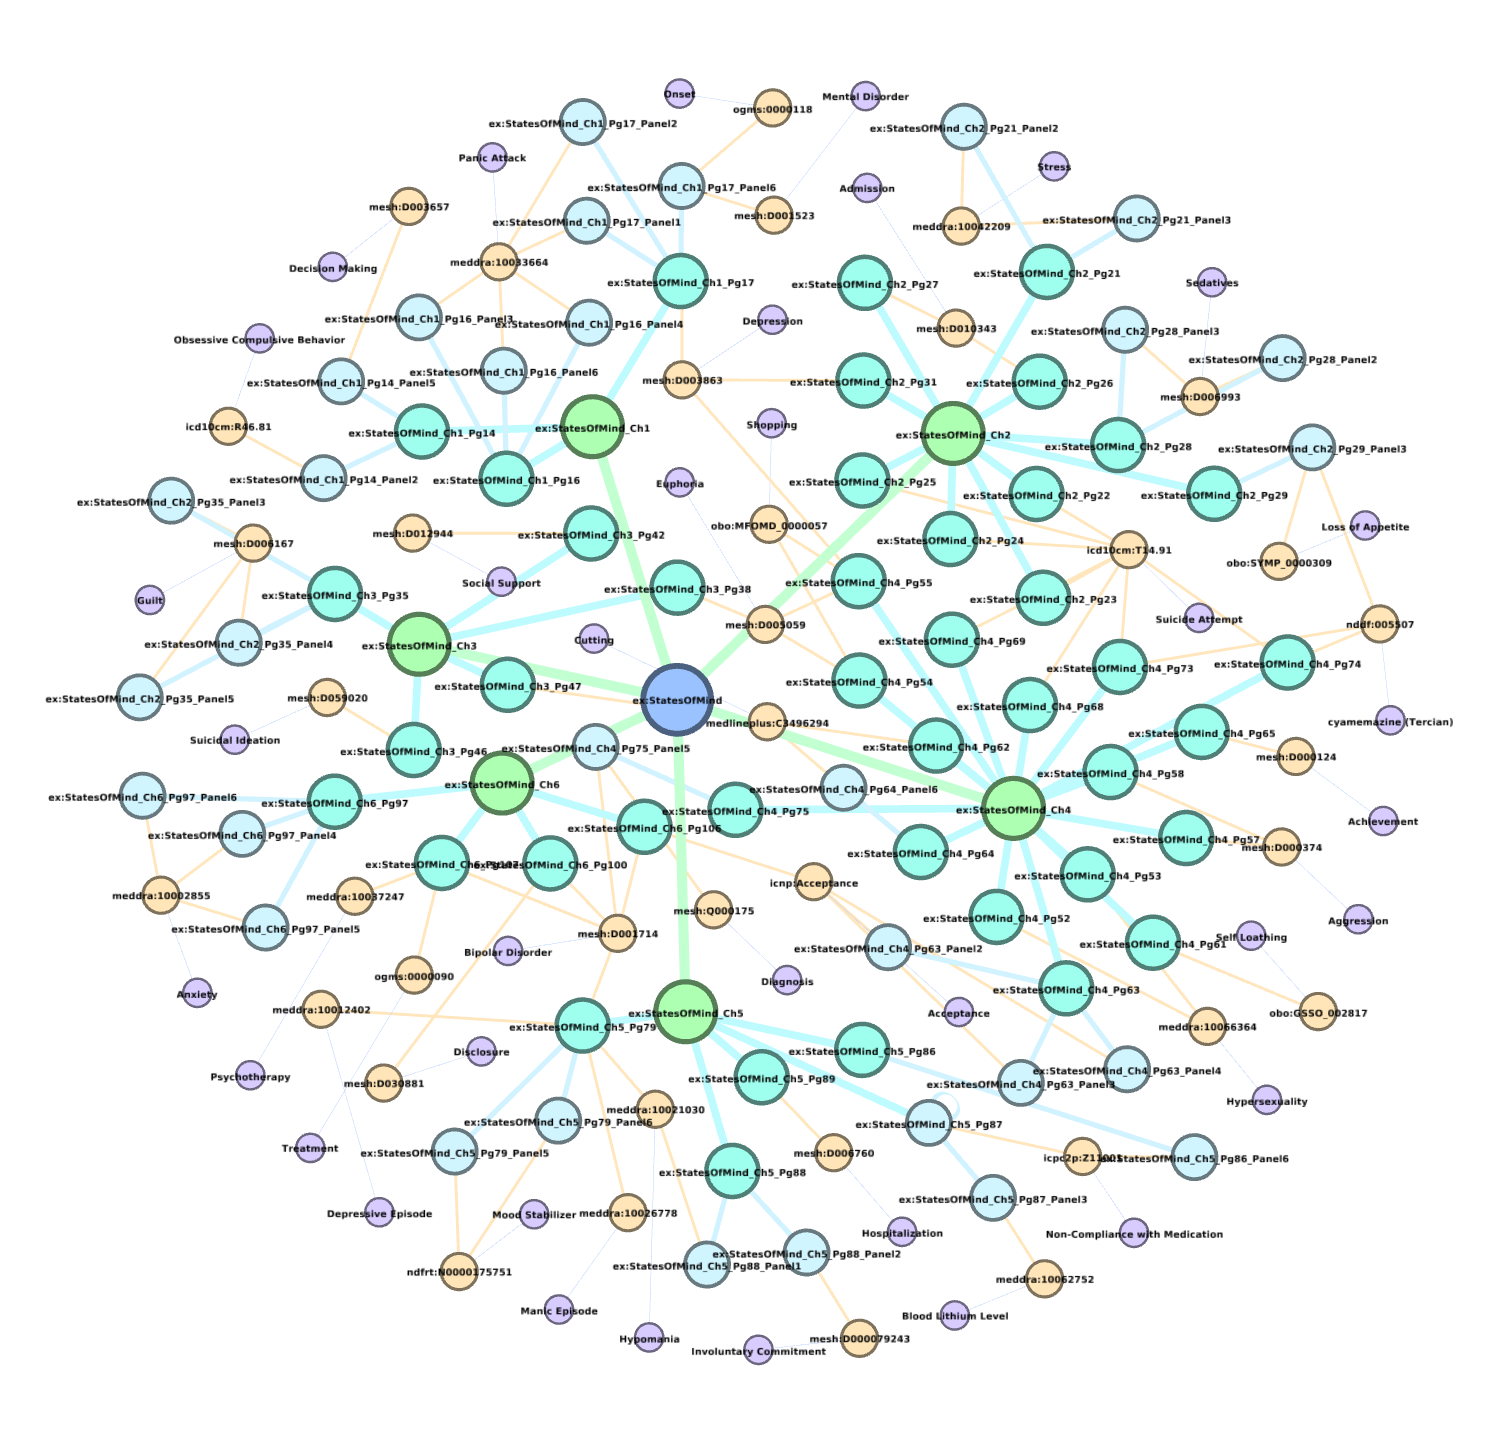 Onset
ogms:0000118
Mental Disorder
ex:StatesOfMind_Ch1_Pg17_Panel2
ex:StatesOfMind_Ch2_Pg21_Panel2
Panic Attack
Stress
ex:StatesOfMind_Ch1_Pg17_Panel6
Admission
mesh:D003657
mesh:D001523
ex:StatesOfMind_Ch1_Pg17_Panel1
ex:StatesOfMind_Ch2_Pg21_Panel3
meddra:10042209
meddra:10033664
Decision Making
ex:StatesOfMind_Ch2_Pg21
ex:StatesOfMind_Ch1_Pg17
ex:StatesOfMind_Ch2_Pg27
Sedatives
ex:StatesOfMind_Ch1_Pg16_Panel3
ex:StatesOfMind_Ch1_Pg16_Panel4
Depression
mesh:D010343
ex:StatesOfMind_Ch2_Pg28_Panel3
Obsessive Compulsive Behavior
ex:StatesOfMind_Ch2_Pg28_Panel2
ex:StatesOfMind_Ch1_Pg16_Panel6
ex:StatesOfMind_Ch1_Pg14_Panel5
mesh:D003863
ex:StatesOfMind_Ch2_Pg31
ex:StatesOfMind_Ch2_Pg26
mesh:D006993
Shopping
icd10cm:R46.81
ex:StatesOfMind_Ch1
ex:StatesOfMind_Ch1_Pg14
ex:StatesOfMind_Ch2
ex:StatesOfMind_Ch2_Pg28
ex:StatesOfMind_Ch2_Pg29_Panel3
ex:StatesOfMind_Ch1_Pg14_Panel2
ex:StatesOfMind_Ch1_Pg16
Euphoria
ex:StatesOfMind_Ch2_Pg25
ex:StatesOfMind_Ch2_Pg22
ex:StatesOfMind_Ch2_Pg29
ex:StatesOfMind_Ch2_Pg35_Panel3
obo:MFOMD_0000057
Loss of Appetite
mesh:D012944
ex:StatesOfMind_Ch3_Pg42
mesh:D006167
ex:StatesOfMind_Ch2_Pg24
icd10cm:T14.91
obo:SYMP_0000309
Social Support
ex:StatesOfMind_Ch4_Pg55
Guilt
ex:StatesOfMind_Ch3_Pg35
ex:StatesOfMind_Ch3_Pg38
ex:StatesOfMind_Ch2_Pg23
Suicide Attempt
mesh:D005059
nddf:005507
Cutting
ex:StatesOfMind_Ch2_Pg35_Panel4
ex:StatesOfMind_Ch3
ex:StatesOfMind_Ch4_Pg69
ex:StatesOfMind_Ch4_Pg73
ex:StatesOfMind_Ch4_Pg74
ex:StatesOfMind_Ch4_Pg54
ex:StatesOfMind_Ch3_Pg47
ex:StatesOfMind_Ch2_Pg35_Panel5
mesh:D059020
ex:StatesOfMind
ex:StatesOfMind_Ch4_Pg68
medlineplus:C3496294
cyamemazine (Tercian)
Suicidal Ideation
ex:StatesOfMind_Ch4_Pg65
ex:StatesOfMind_Ch3_Pg46
ex:StatesOfMind_Ch4_Pg75_Panel5
ex:StatesOfMind_Ch4_Pg62
mesh:D000124
ex:StatesOfMind_Ch4_Pg58
ex:StatesOfMind_Ch6
ex:StatesOfMind_Ch4_Pg64_Panel6
ex:StatesOfMind_Ch6_Pg97_Panel6
ex:StatesOfMind_Ch6_Pg97
ex:StatesOfMind_Ch4_Pg75
ex:StatesOfMind_Ch4
Achievement
ex:StatesOfMind_Ch6_Pg106
ex:StatesOfMind_Ch6_Pg97_Panel4
ex:StatesOfMind_Ch4_Pg57
mesh:D000374
ex:StatesOfMind_Ch4_Pg64
ex:StatesOfMind_Ch6_Pg100
ex:StatesOfMind_Ch4_Pg53
icnp:Acceptance
meddra:10002855
meddra:10037247
mesh:Q000175
ex:StatesOfMind_Ch4_Pg52
Aggression
ex:StatesOfMind_Ch6_Pg97_Panel5
mesh:D001714
Self Loathing
ex:StatesOfMind_Ch4_Pg61
ex:StatesOfMind_Ch4_Pg63_Panel2
Bipolar Disorder
ogms:0000090
Diagnosis
ex:StatesOfMind_Ch4_Pg63
Anxiety
meddra:10012402
ex:StatesOfMind_Ch5
Acceptance
obo:GSSO_002817
ex:StatesOfMind_Ch5_Pg79
meddra:10066364
Disclosure
ex:StatesOfMind_Ch5_Pg86
ex:StatesOfMind_Ch4_Pg63_Panel4
Psychotherapy
ex:StatesOfMind_Ch5_Pg89
mesh:D030881
ex:StatesOfMind_Ch4_Pg63_Panel3
Hypersexuality
meddra:10021030
ex:StatesOfMind_Ch5_Pg79_Panel6
ex:StatesOfMind_Ch5_Pg87
Treatment
ex:StatesOfMind_Ch5_Pg79_Panel5
mesh:D006760
ex:StatesOfMind_Ch5_Pg86_Panel6
ex:StatesOfMind_Ch5_Pg88
ex:StatesOfMind_Ch5_Pg87_Panel3
Depressive Episode
Mood Stabilizer
meddra:10026778
Hospitalization
Non-Compliance with Medication
ex:StatesOfMind_Ch5_Pg88_Panel2
ex:StatesOfMind_Ch5_Pg88_Panel1
ndfrt:N0000175751
meddra:10062752
Manic Episode
Blood Lithium Level
Hypomania
mesh:D000079243
Involuntary Commitment